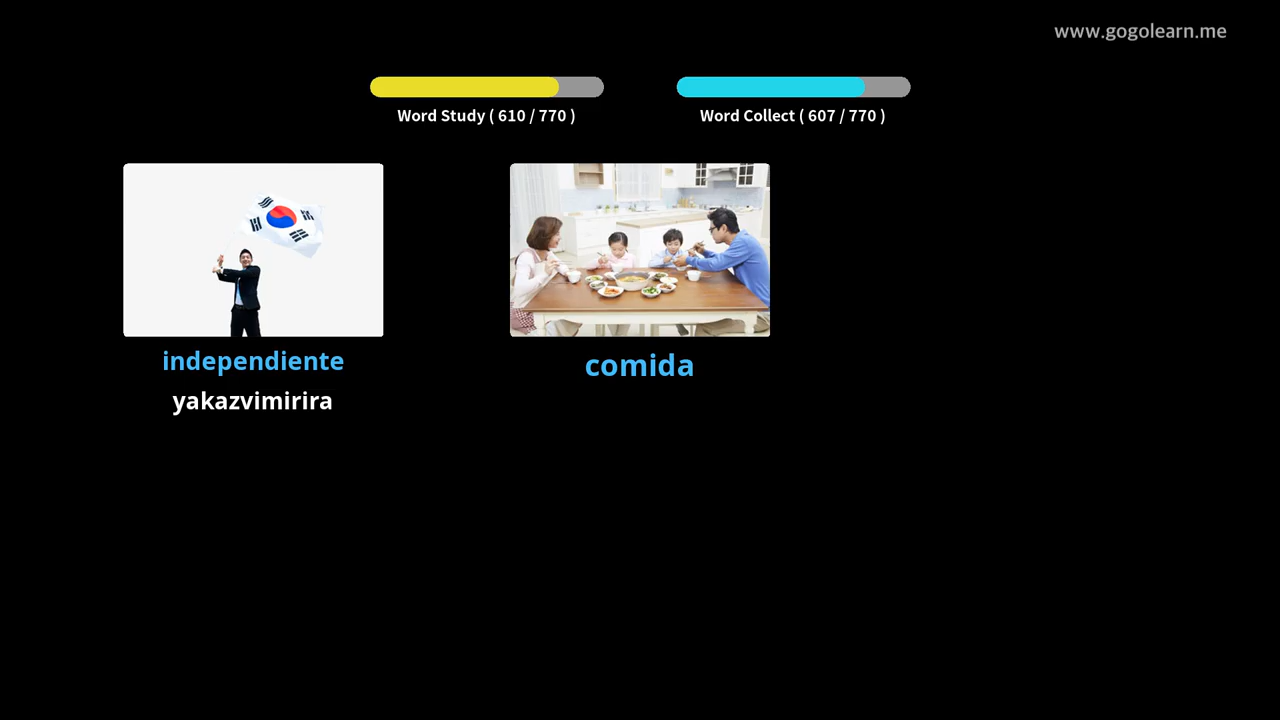 www.gogolearn.me
Word Study ( 610 / 770 )
Word Collect ( 607 / 770 )
independiente
yakazvimirira
comida